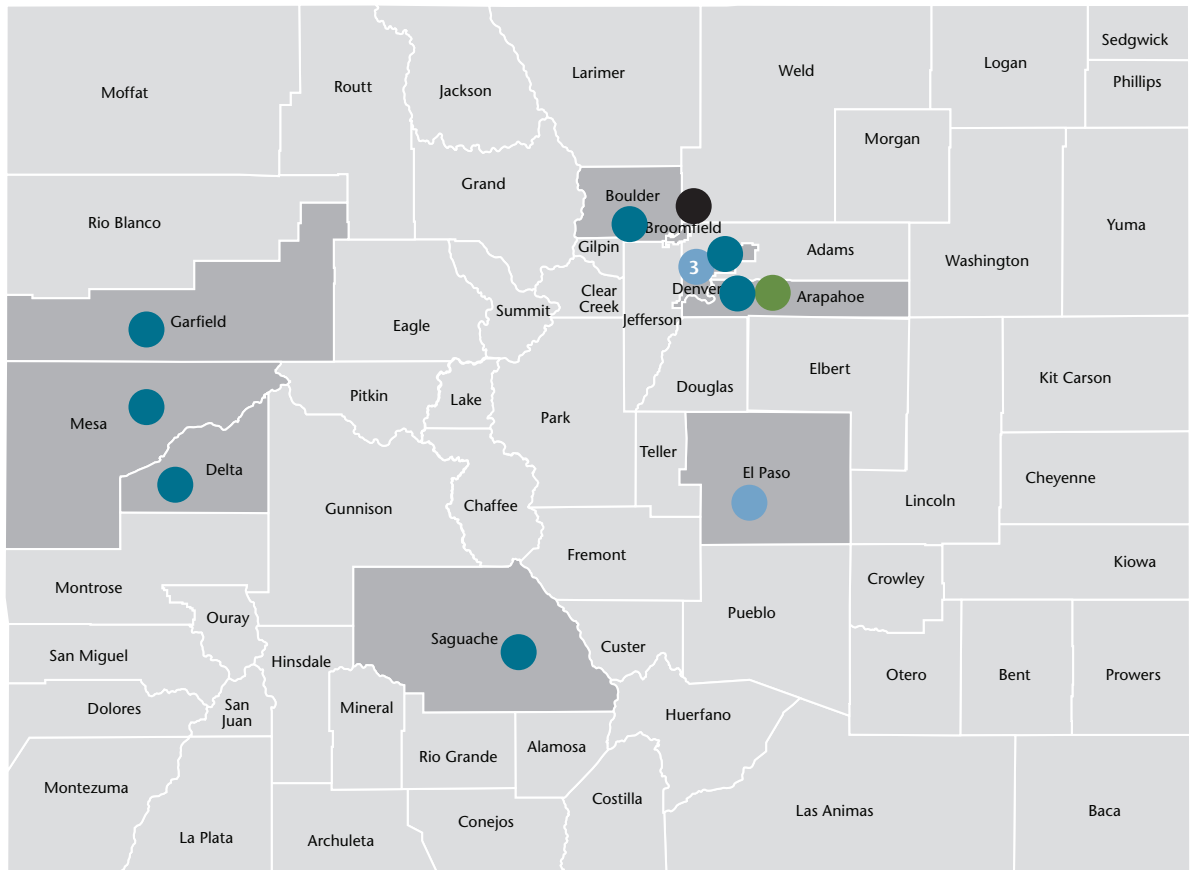 Sedgwick
Larimer
Weld
Logan
Moffat
Routt
Jackson
Phillips
Morgan
Grand
Boulder
Rio Blanco
Yuma
Broomfield
Gilpin
Adams
Washington
3
Denver
Clear
Creek
Arapahoe
Summit
Garfield
Eagle
Jefferson
Elbert
Kit Carson
Douglas
Pitkin
Lake
Park
Mesa
Teller
Delta
El Paso
Cheyenne
Gunnison
Chaffee
Lincoln
Fremont
Kiowa
Crowley
Montrose
Pueblo
Ouray
Saguache
Custer
San Miguel
Hinsdale
Otero
Bent
Prowers
Dolores
San
Juan
Mineral
Huerfano
Rio Grande
Alamosa
Montezuma
Costilla
Las Animas
Baca
Conejos
La Plata
Archuleta